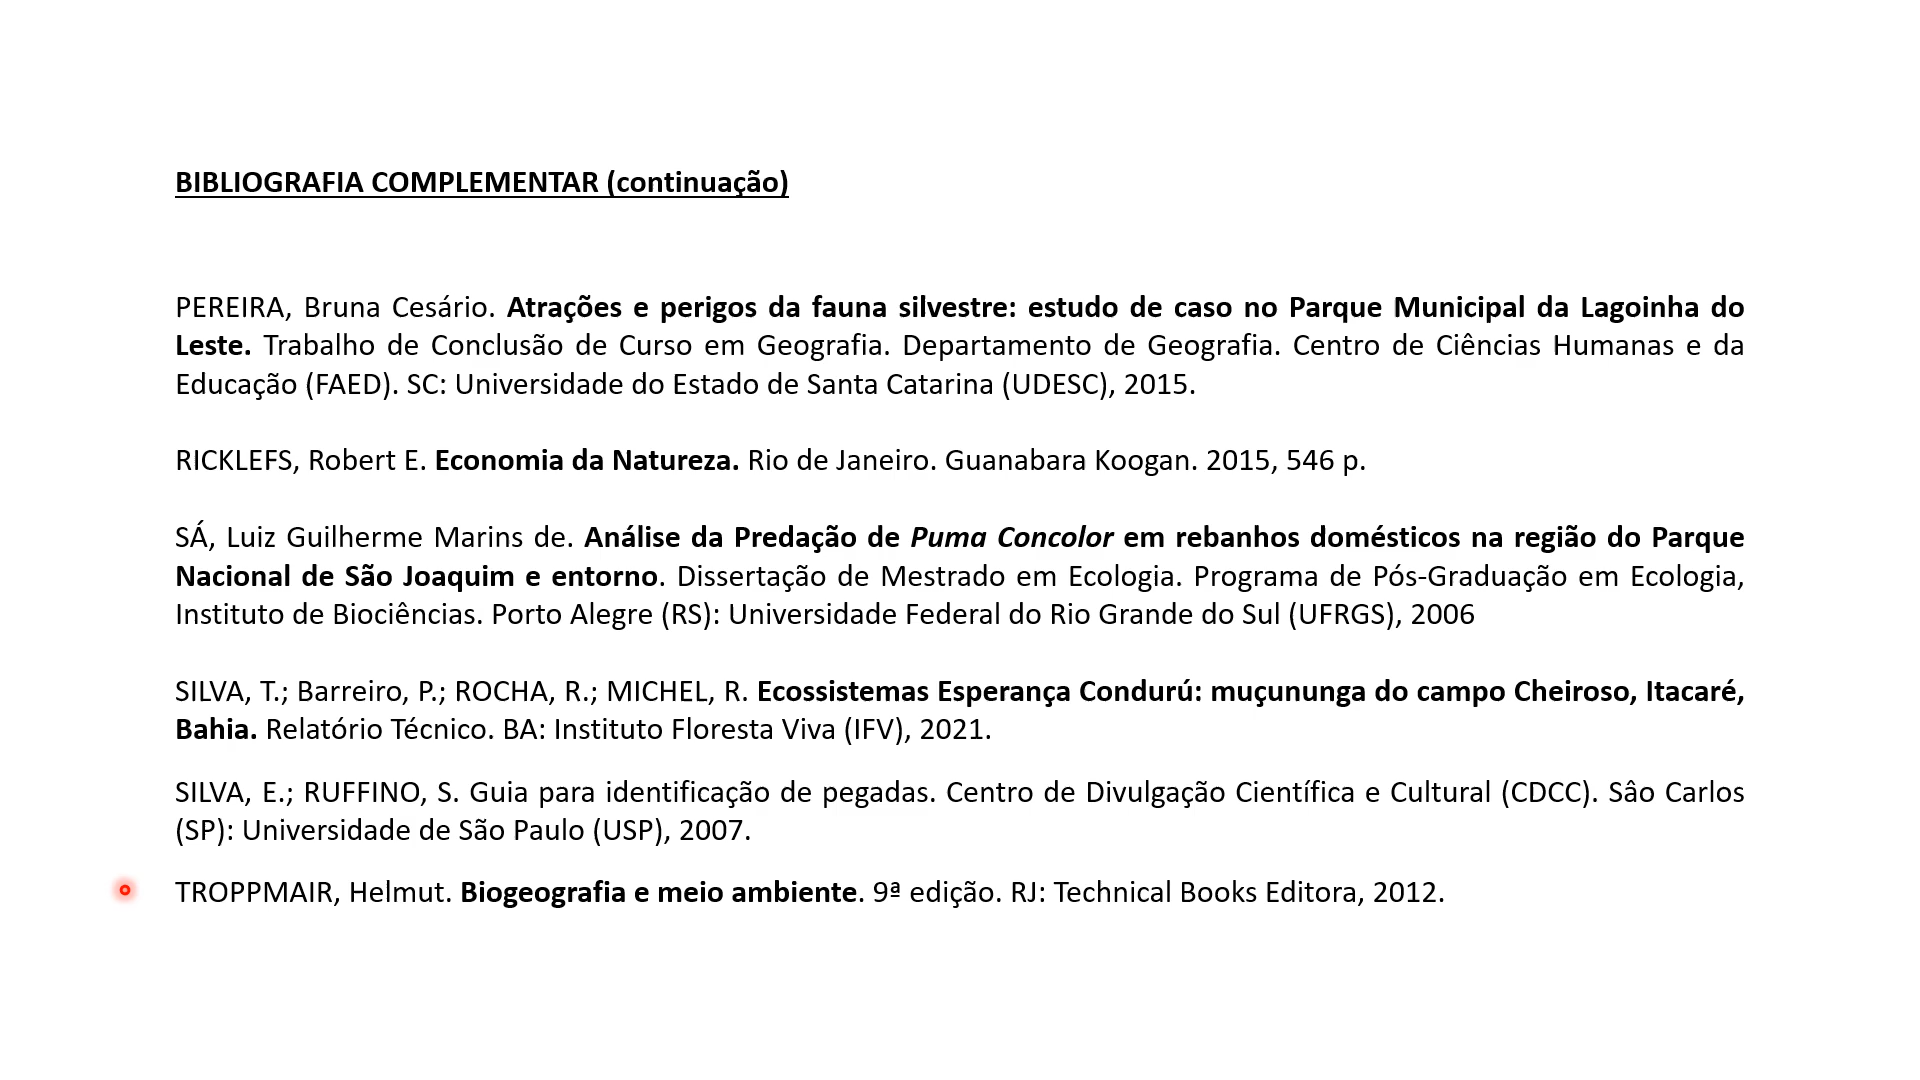 BIBLIOGRAFIA COMPLEMENTAR (continuação)
PEREIRA, Bruna Cesário. Atrações e perigos da fauna silvestre: estudo de caso no Parque Municipal da Lagoinha do
Leste. Trabalho de Conclusão de Curso em Geografia. Departamento de Geografia. Centro de Ciências Humanas e da
Educação (FAED). SC: Universidade do Estado de Santa Catarina (UDESC), 2015.
RICKLEFS, Robert E. Economia da Natureza. Rio de Janeiro. Guanabara Koogan. 2015, 546 p.
SÁ, Luiz Guilherme Marins de. Análise da Predação de Puma Concolor em rebanhos domésticos na região do Parque
Nacional de São Joaquim e entorno. Dissertação de Mestrado em Ecologia. Programa de Pós-Graduação em Ecologia,
Instituto de Biociências. Porto Alegre (RS): Universidade Federal do Rio Grande do Sul (UFRGS), 2006
SILVA, T.; Barreiro, P.; ROCHA, R.; MICHEL, R. Ecossistemas Esperança Condurú: muçununga do campo Cheiroso, Itacaré,
Bahia. Relatório Técnico. BA: Instituto Floresta Viva (IFV), 2021.
SILVA, E.; RUFFINO, S. Guia para identificação de pegadas. Centro de Divulgação Científica e Cultural (CDCC). Sâo Carlos
(SP): Universidade de São Paulo (USP), 2007.
TROPPMAIR, Helmut. Biogeografia e meio ambiente. 9ª edição. RJ: Technical Books Editora, 2012.